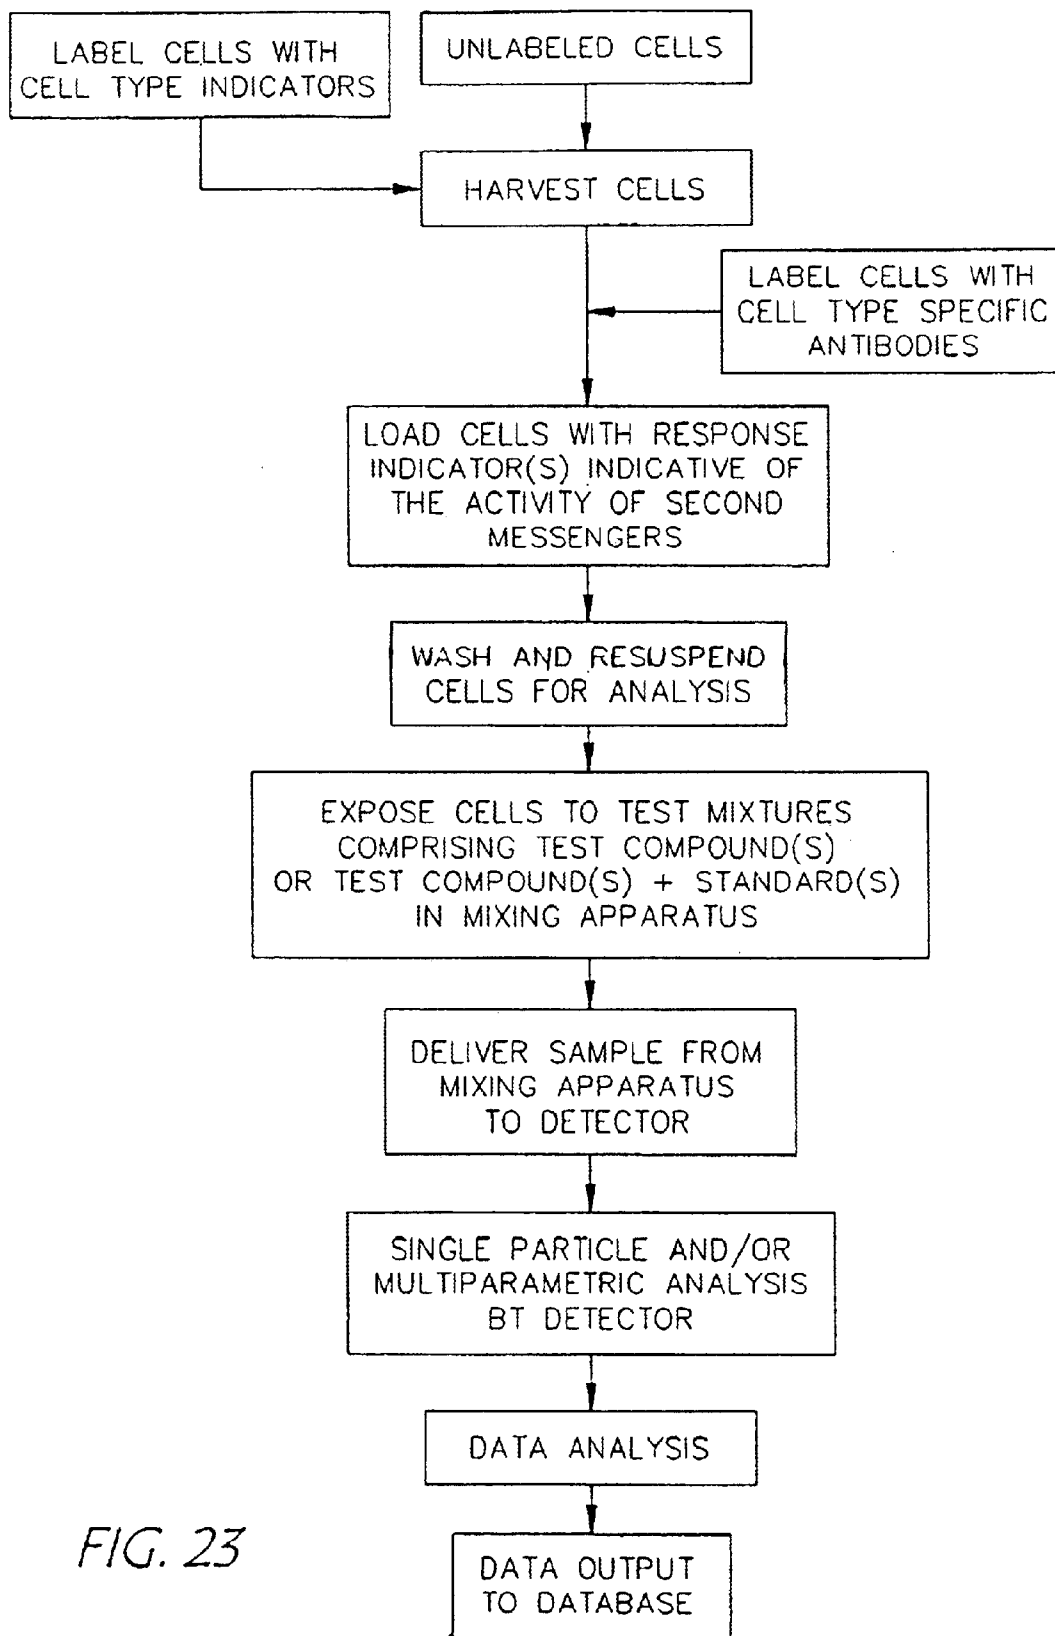 LABEL CELLS WITH
CELL TYPE INDICATORS
UNLABELED CELLS
HARVEST CELLS
LABEL CELLS WITH
CELL TYPE SPECIFIC
ANTIBODIES
LOAD CELLS WITH RESPONSE
INDICATOR(S) INDICATIVE OF
THE ACTIVITY OF SECOND
MESSENGERS
WASH AND RESUSPEND
CELLS FOR ANALYSIS
EXPOSE CELLS TO TEST MIXTURES
COMPRISING TEST COMPOUND(S)
OR TEST COMPOUND(S) + STANDARD(S)
IN MIXING APPARATUS
DELIVER SAMPLE FROM
MIXING APPARATUS
TO DETECTOR
SINGLE PARTICLE AND/OR
MULTIPARAMETRIC ANALYSIS
BT DETECTOR
DATA ANALYSIS
DATA OUTPUT
TO DATABASE
FIG. 23